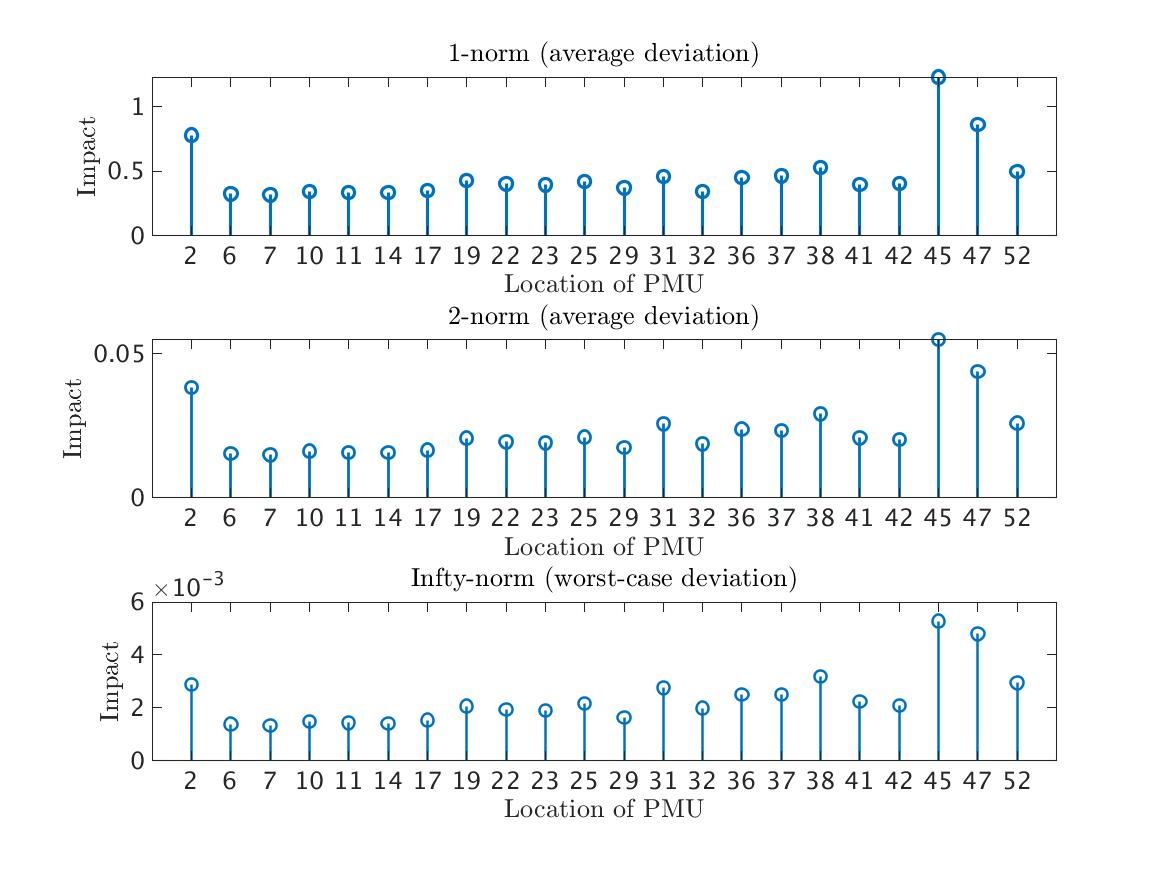 1-norm (average deviation)
1
0.5
0
Impact
2 6 7 10 11 14 17 19 22 23 25 29 31 32 36 37 38 41 42 45 47 52
Location of PMU
2-norm (average deviation)
0.05
0
Impact
2 6 7 10 11 14 17 19 22 23 25 29 31 32 36 37 38 41 42 45 47 52
Location of PMU
Infty-norm (worst-case deviation)
×10⁻³
6
4
2
0
Impact
2 6 7 10 11 14 17 19 22 23 25 29 31 32 36 37 38 41 42 45 47 52
Location of PMU